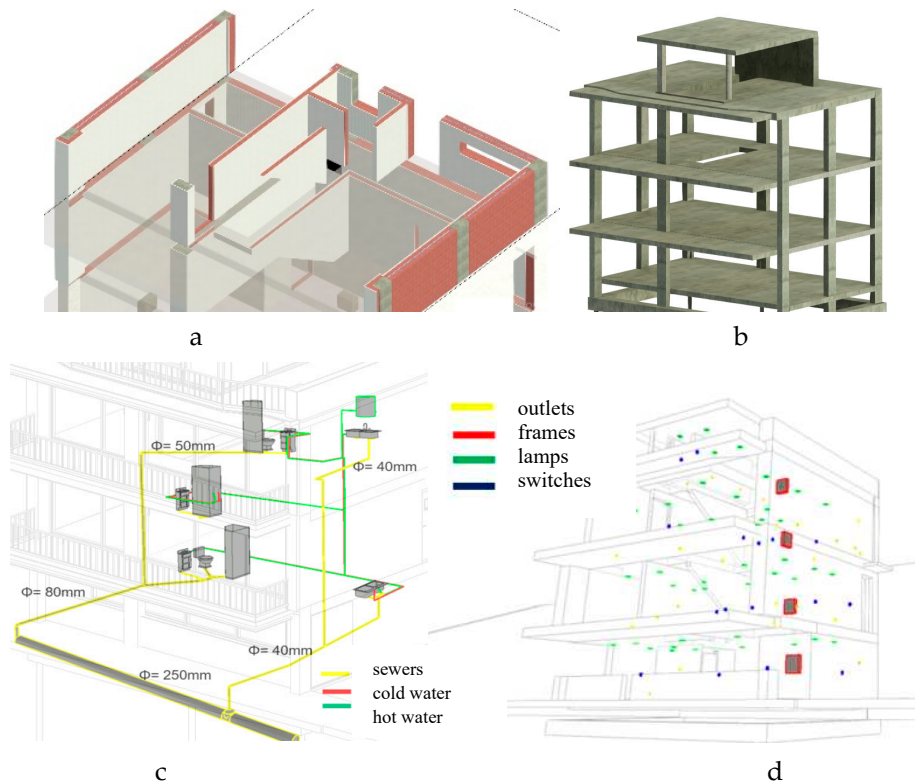 a
b
Φ= 50mm
Φ= 40mm
Φ= 80mm
Φ= 40mm
Φ= 250mm
sewers
cold water
hot water
c
outlets
frames
lamps
switches
d